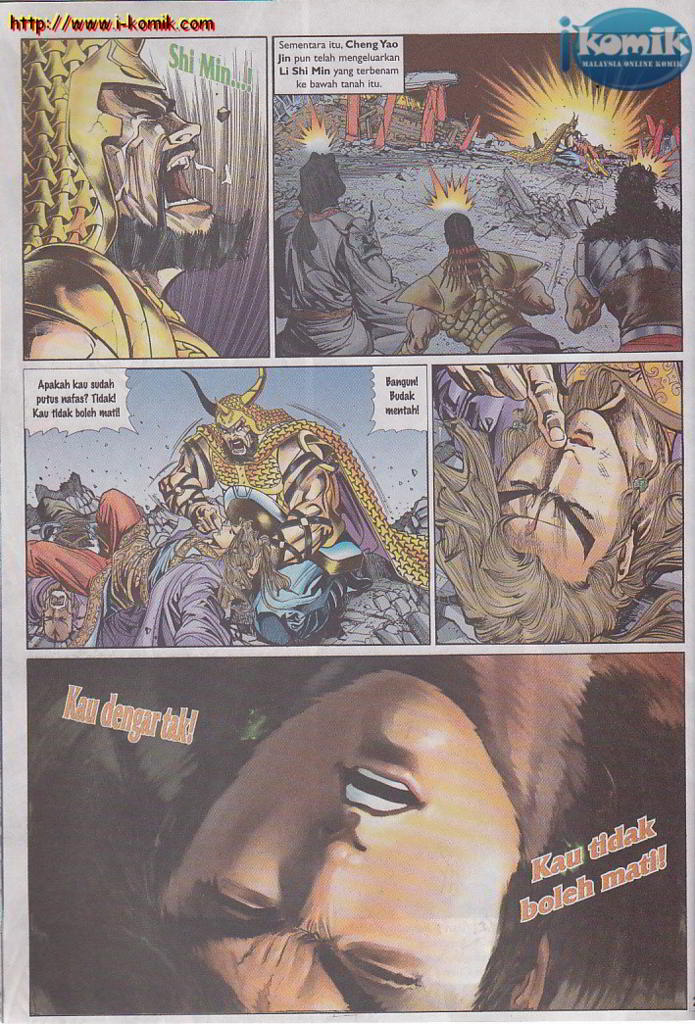 http://www.i-komik.com
ikomik
MALAYSIA ONLINE KOMIK
Shi Min...!
Sementara itu, Cheng Yao
Jin pun telah mengeluarkan
Li Shi Min yang terbenam
ke bawah tanah itu.
Apakah kau sudah
putus nafas? Tidak!
Kau tidak boleh mati!
Bangun!
Budak
mentah!
Kau dengar tak!
Kau tidak
boleh mati!